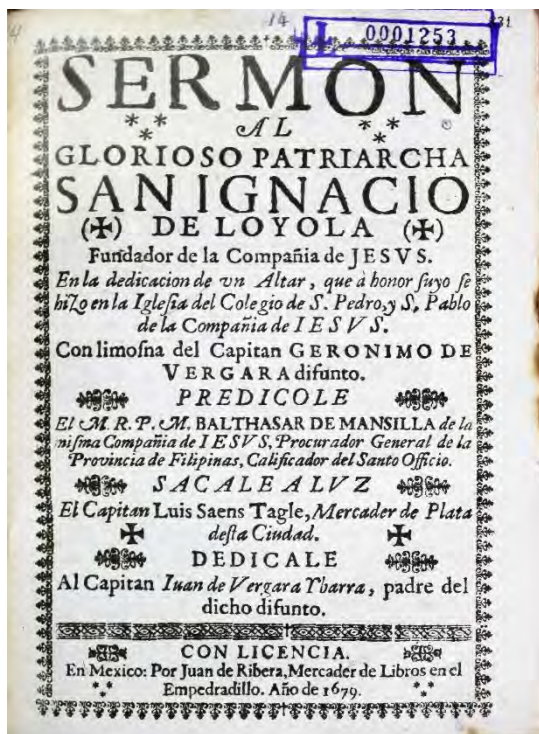 14
0001253
SERMON
AL
GLORIOSO PATRIARCHA
SAN IGNACIO
(✠) DE LOYOLA (✠)
Fundador de la Compañia de JESVS.
En la dedicacion de vn Altar, que à honor suyo se
hizo en la Iglesia del Colegio de S. Pedro, y S. Pablo
de la Compañia de IESVS.
Con limosna del Capitan GERONIMO DE
VERGARA difunto.
PREDICOLE
El M. R. P. M. BALTHASAR DE MANSILLA de la
misma Compañia de IESVS, Procurador General de la
Provincia de Filipinas, Calificador del Santo Officio.
SACALE A LVZ
El Capitan Luis Saens Tagle, Mercader de Plata
desta Ciudad.
DEDICALE
Al Capitan Iuan de Vergara Ybarra, padre del
dicho difunto.
CON LICENCIA.
En Mexico: Por Juan de Ribera, Mercader de Libros en el
Empedradillo. Año de 1679.